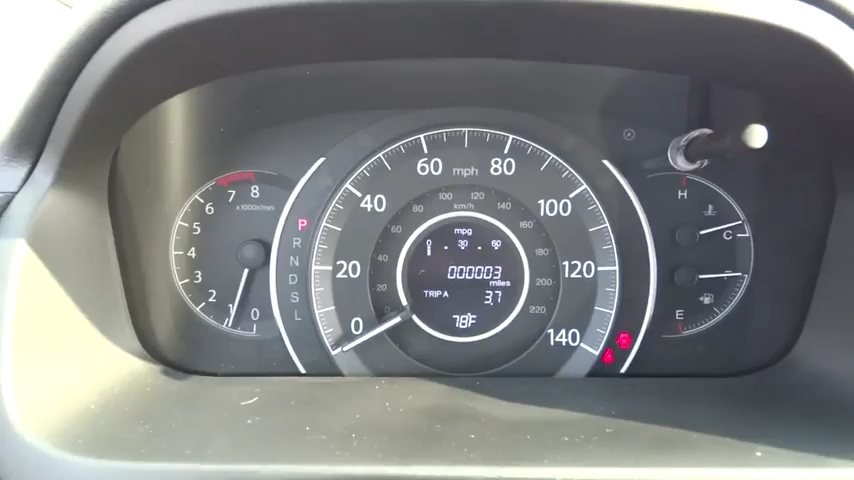 8
7
6
5
4
3
2
1
0
x1000r/min
P
R
N
D
S
L
0
20
40
60
mph
80
100
120
140
20
40
60
80
100
120
140
160
180
200
220
km/h
mpg
0 30 60
000003
miles
TRIP A 3.7
78°F
H
C
E